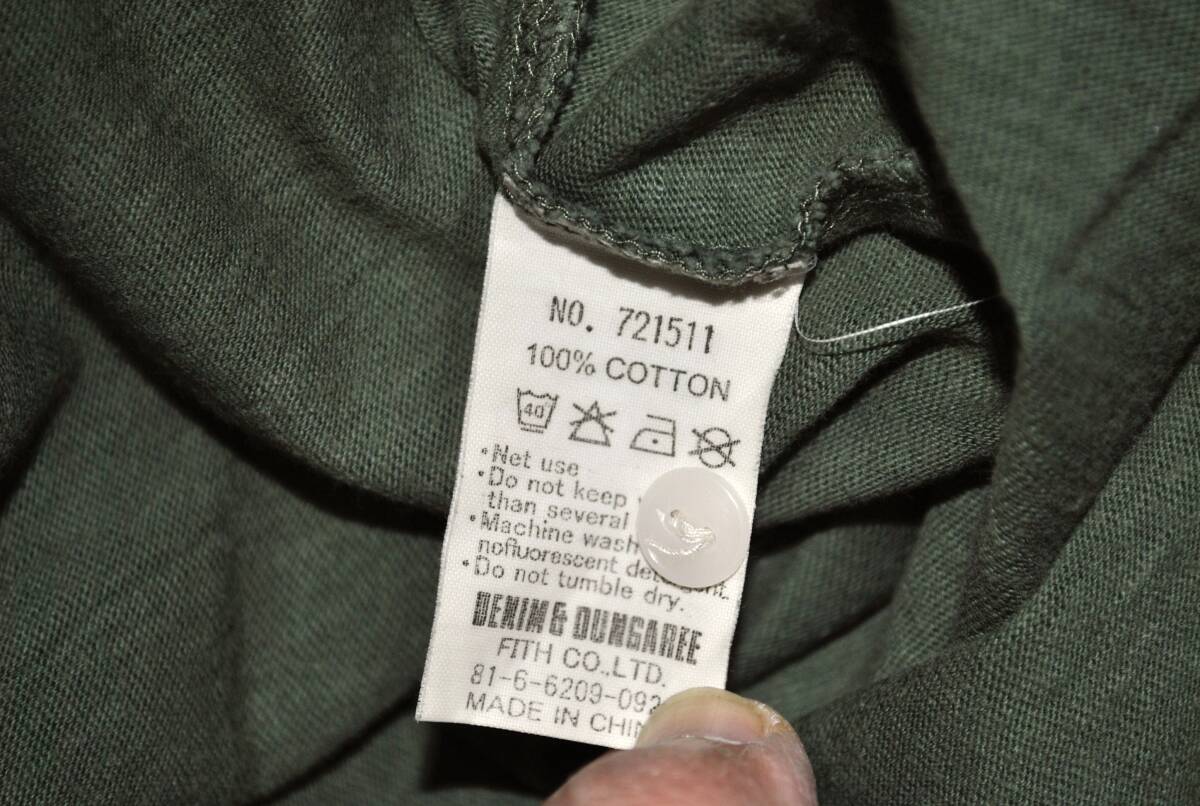 NO. 721511
100% COTTON
40
•Net use
•Do not keep
than several
•Machine wash
nofluorescent
•Do not tumble dry.
DENIM & DUNGAREE
FITH CO.,LTD.
81-6-6209-09
MADE IN